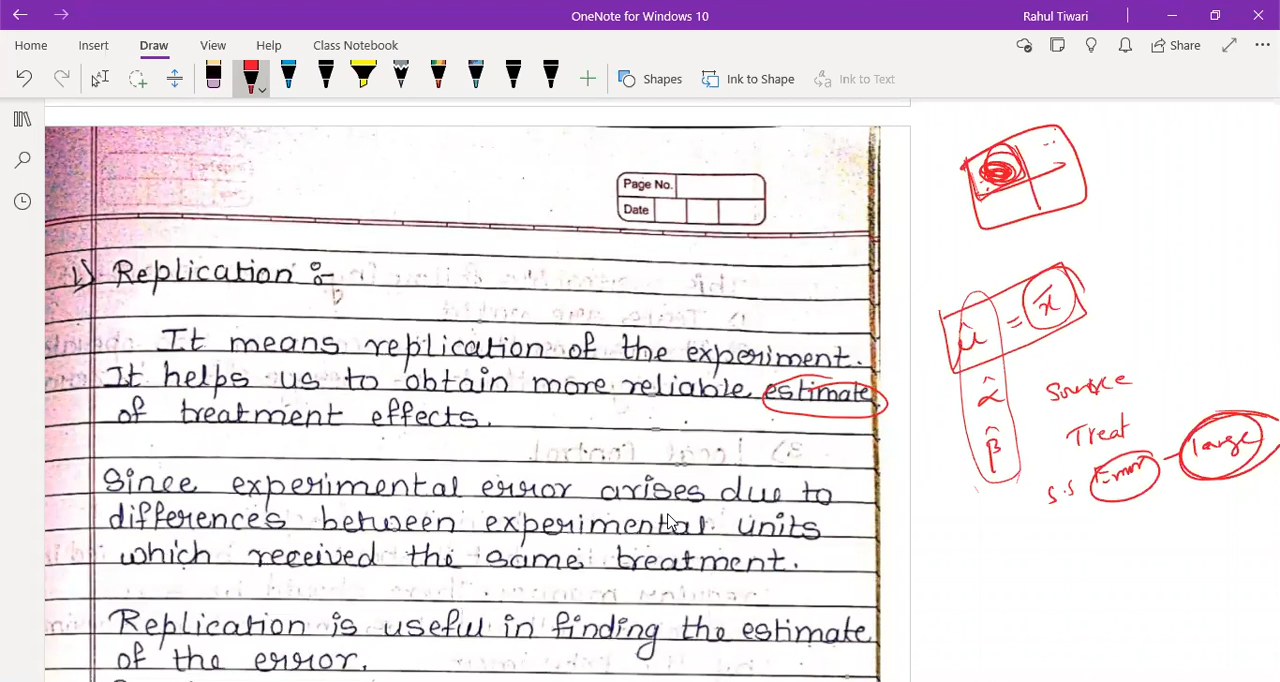 OneNote for Windows 10
Rahul Tiwari
Home Insert Draw View Help Class Notebook
Share
Shapes Ink to Shape Ink to Text
Page No.
Date
1) Replication :-
It means replication of the experiment.
It helps us to obtain more reliable estimate
of treatment effects.
Since experimental error arises due to
differences between experimental units
which received the same treatment.
Replication is useful in finding the estimate
of the error.
μ̂ = x̄
α̂
β̂
Source
Treat
S.S Error - large